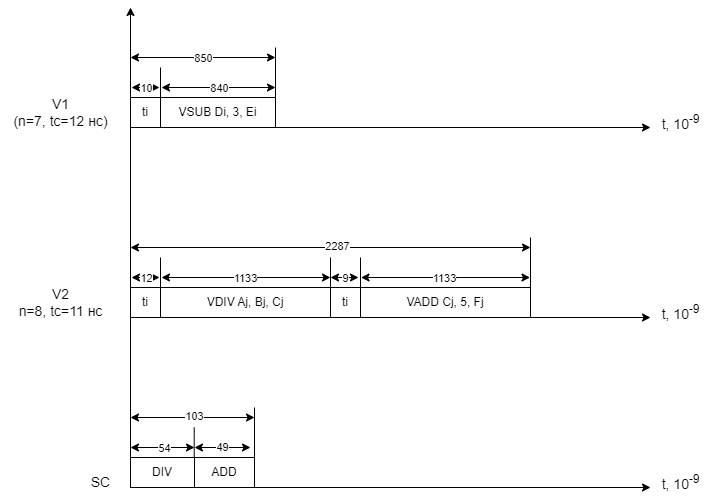 850
10
840
V1
(n=7, tc=12 нс)
ti
VSUB Di, 3, Ei
t, 10-9
2287
12
1133
9
1133
V2
n=8, tc=11 нс
ti
VDIV Aj, Bj, Cj
ti
VADD Cj, 5, Fj
t, 10-9
103
54
49
SC
DIV
ADD
t, 10-9